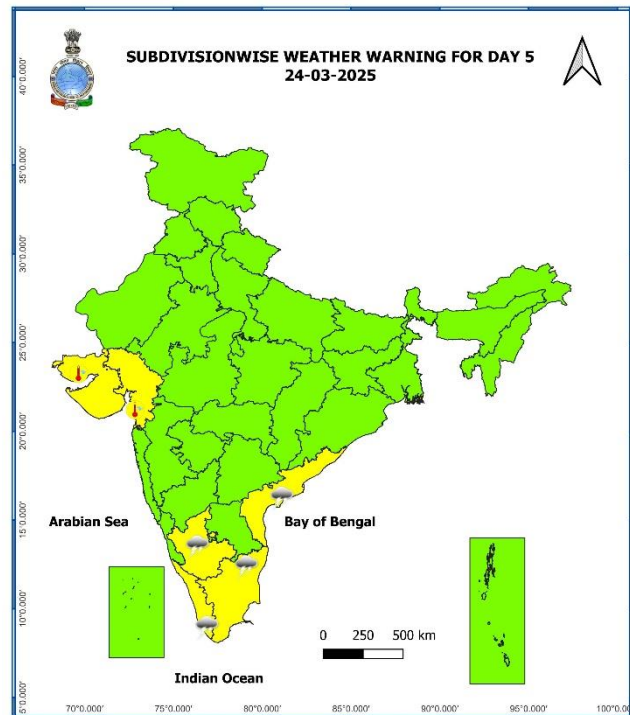 SUBDIVISIONWISE WEATHER WARNING FOR DAY 5
24-03-2025
40°0.000'
35°0.000'
30°0.000'
25°0.000'
20°0.000'
15°0.000'
10°0.000'
5°0.000'
Arabian Sea
Bay of Bengal
0 250 500 km
Indian Ocean
70°0.000' 75°0.000' 80°0.000' 85°0.000' 90°0.000' 95°0.000' 100°0.00